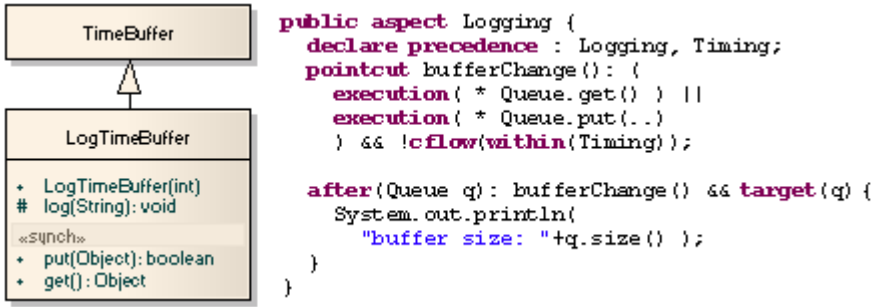 TimeBuffer
LogTimeBuffer
+ LogTimeBuffer(int)
# log(String): void
«synch»
+ put(Object): boolean
+ get(): Object
public aspect Logging {
declare precedence : Logging, Timing;
pointcut bufferChange(): (
execution( * Queue.get() ) ||
execution( * Queue.put(..)
) && !cflow(within(Timing));
after(Queue q): bufferChange() && target(q) {
System.out.println(
"buffer size: "+q.size() );
}
}